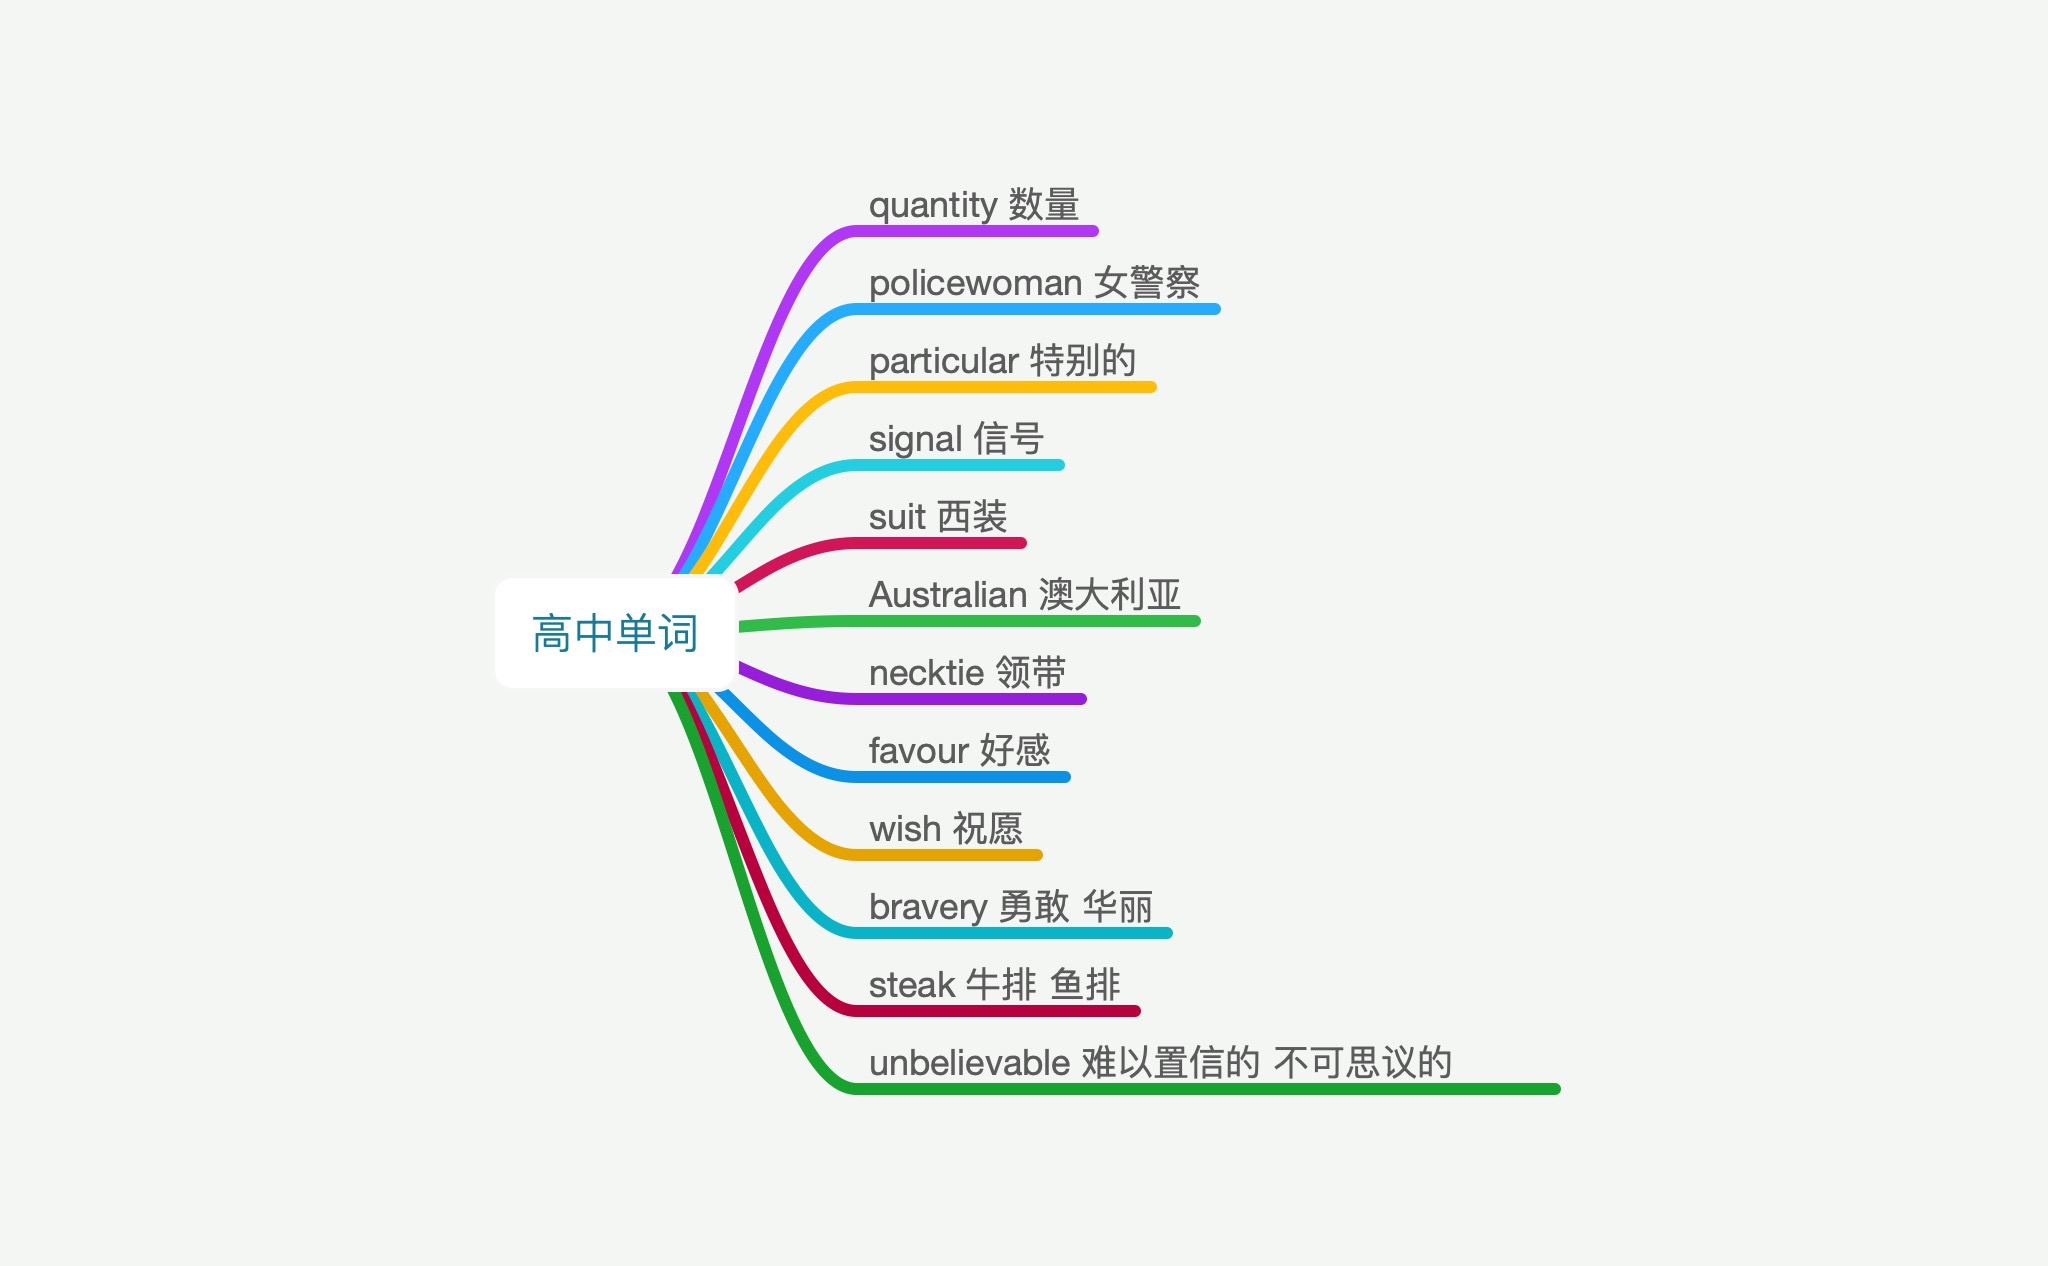 quantity 数量
policewoman 女警察
particular 特别的
signal 信号
suit 西装
Australian 澳大利亚
高中单词
necktie 领带
favour 好感
wish 祝愿
bravery 勇敢 华丽
steak 牛排 鱼排
unbelievable 难以置信的 不可思议的